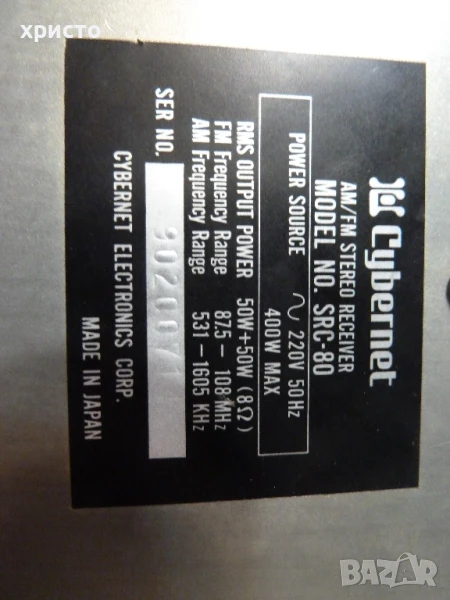 христо
Cybernet
AM/FM STEREO RECEIVER
MODEL NO. SRC-80
POWER SOURCE ∿ 220V 50Hz
400W MAX
RMS OUTPUT POWER 50W+50W (8Ω)
FM Frequency Range 87.5 – 108 MHz
AM Frequency Range 531 – 1605 KHz
SER NO. 9020071
CYBERNET ELECTRONICS CORP.
MADE IN JAPAN
BAZAR